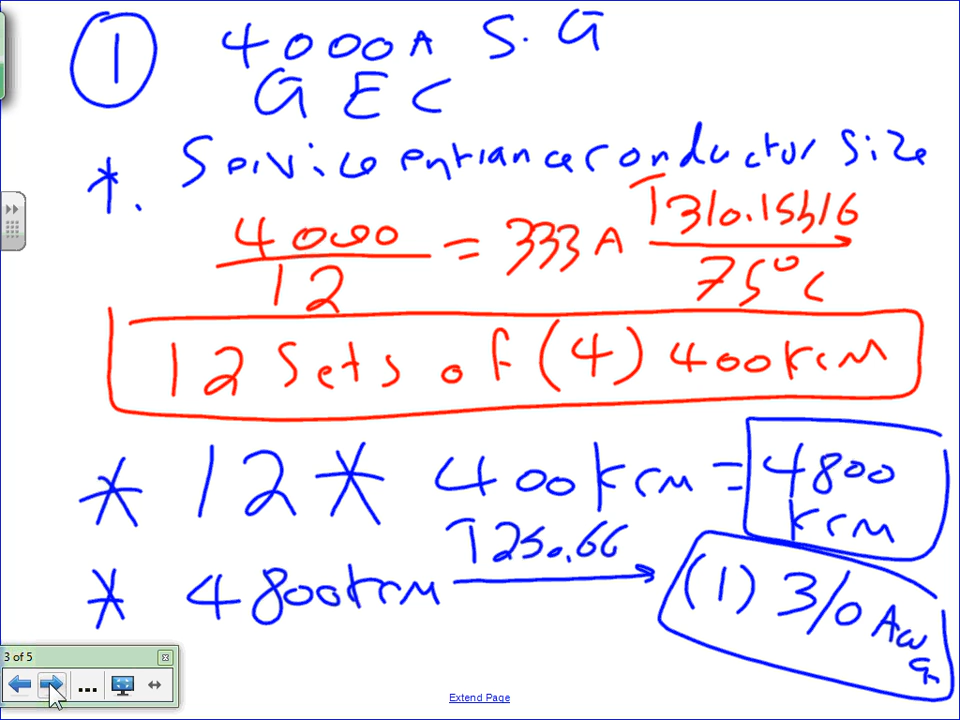 1 4000A S.G
GEC
*. Service entrance conductor size
4000 / 12 = 333 A T310.15b16 75°C
12 Sets of (4) 400kcm
* 12 * 400kcm = 4800 kcm
* 4800kcm T250.66 (1) 3/0 AWG
3 of 5
...
Extend Page